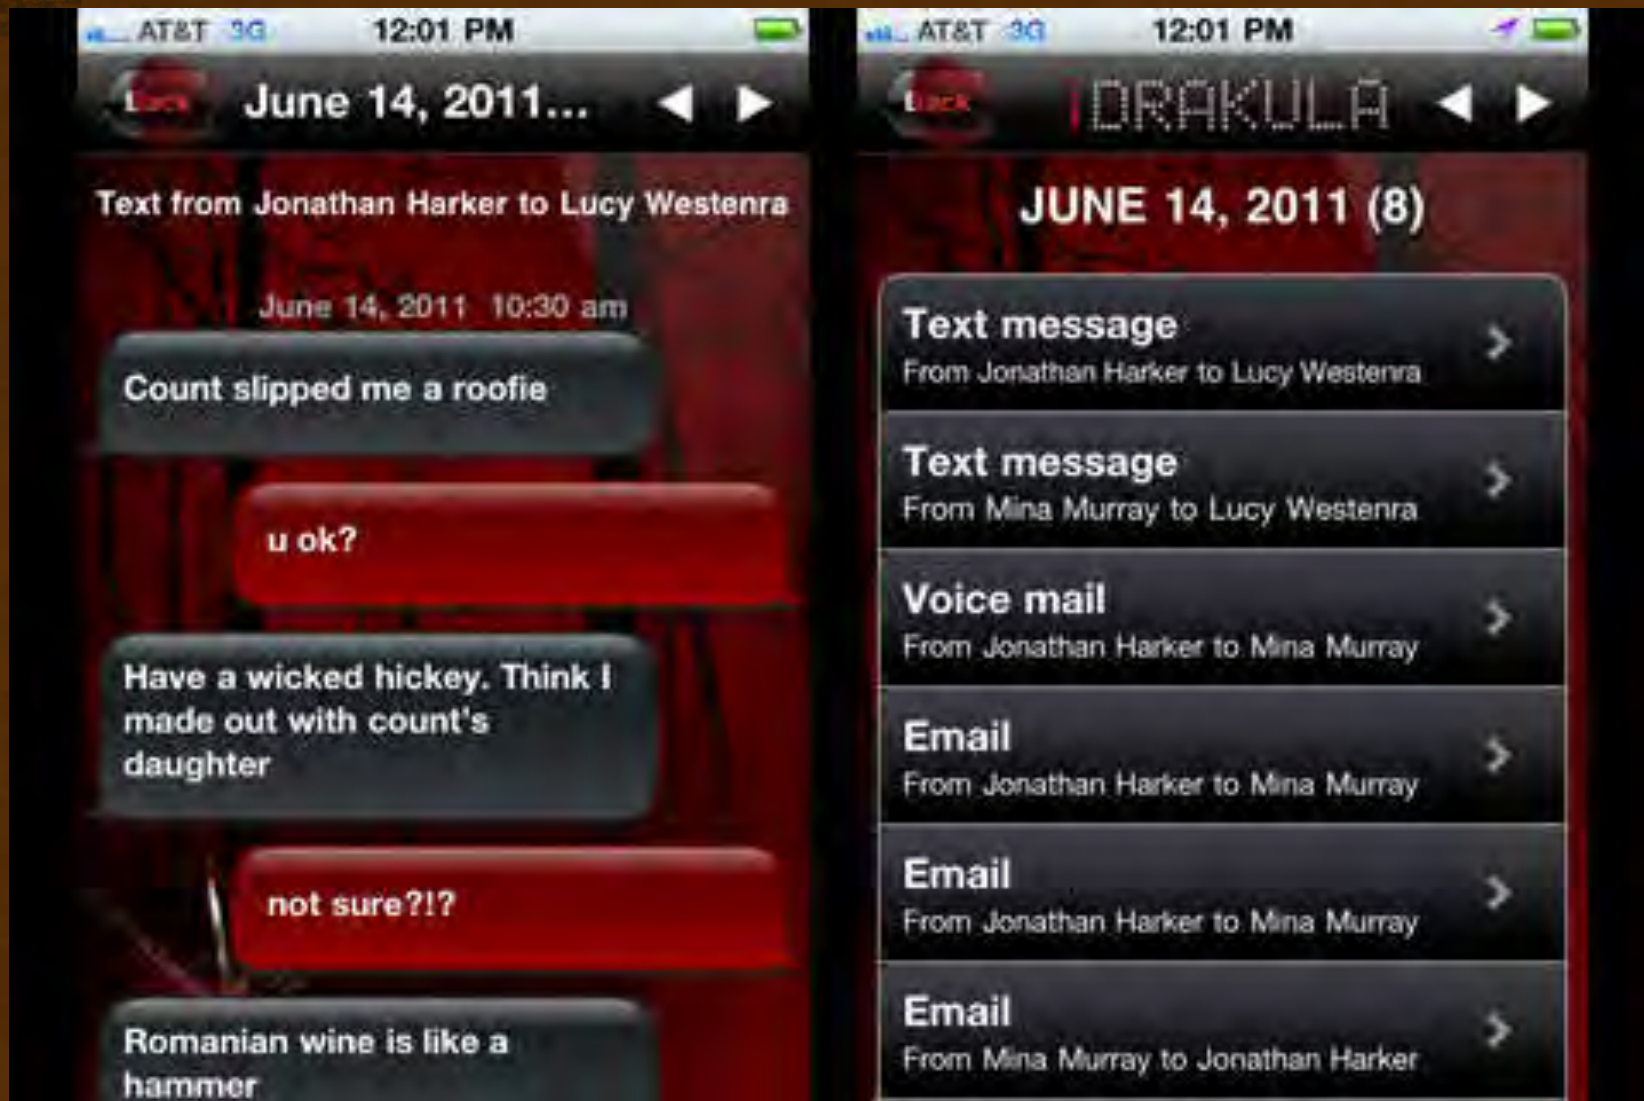 AT&T 3G 12:01 PM
Back June 14, 2011...
Text from Jonathan Harker to Lucy Westenra
June 14, 2011 10:30 am
Count slipped me a roofie
u ok?
Have a wicked hickey. Think I
made out with count's
daughter
not sure?!?
Romanian wine is like a
hammer
AT&T 3G 12:01 PM
Back iDRAKULA
JUNE 14, 2011 (8)
Text message
From Jonathan Harker to Lucy Westenra
Text message
From Mina Murray to Lucy Westenra
Voice mail
From Jonathan Harker to Mina Murray
Email
From Jonathan Harker to Mina Murray
Email
From Jonathan Harker to Mina Murray
Email
From Mina Murray to Jonathan Harker